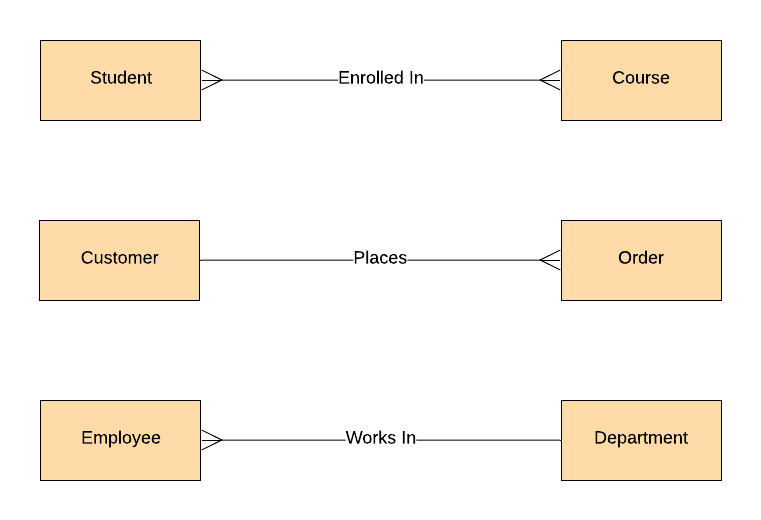 Student Enrolled In Course
Customer Places Order
Employee Works In Department